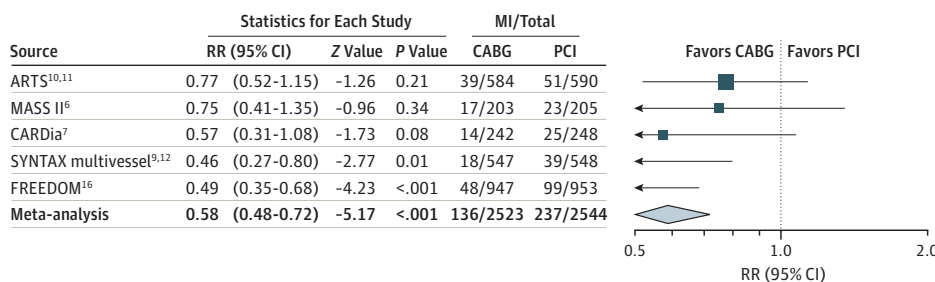 Statistics for Each Study MI/Total
Source RR (95% CI) Z Value P Value CABG PCI Favors CABG Favors PCI
ARTS10,11 0.77 (0.52-1.15) –1.26 0.21 39/584 51/590
MASS II6 0.75 (0.41-1.35) –0.96 0.34 17/203 23/205
CARDia7 0.57 (0.31-1.08) –1.73 0.08 14/242 25/248
SYNTAX multivessel9,12 0.46 (0.27-0.80) –2.77 0.01 18/547 39/548
FREEDOM16 0.49 (0.35-0.68) –4.23 <.001 48/947 99/953
Meta-analysis 0.58 (0.48-0.72) –5.17 <.001 136/2523 237/2544
0.5 1.0 2.0
RR (95% CI)